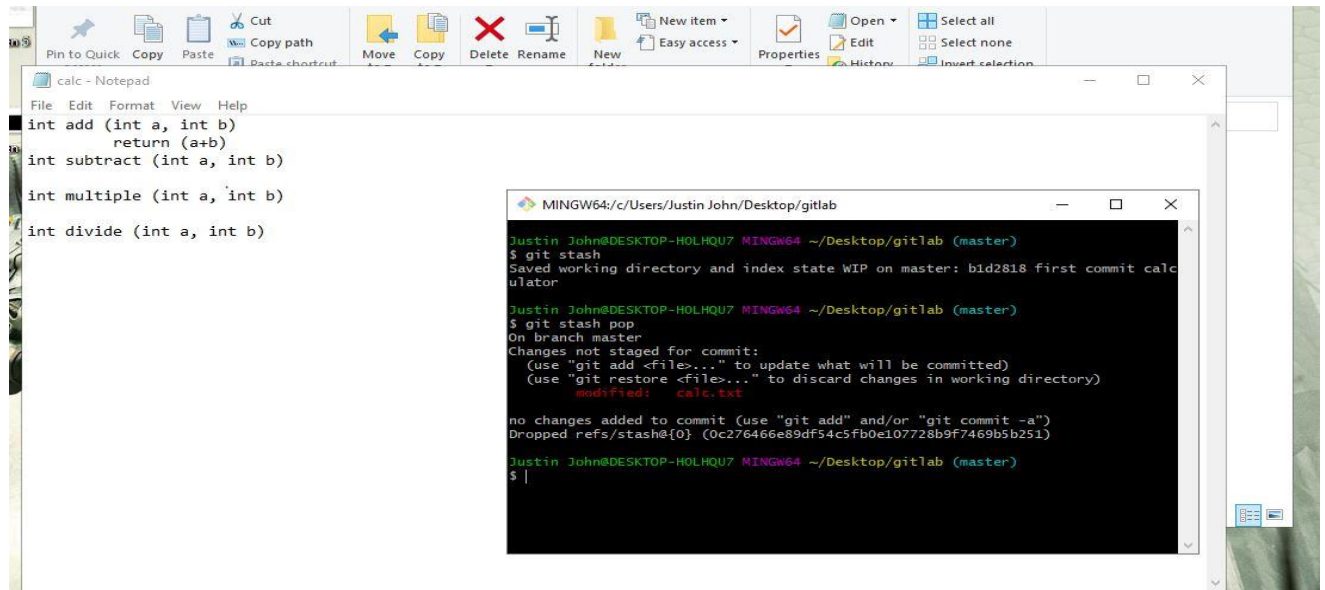 Cut
New item
Open
Select all
Copy path
Easy access
Edit
Select none
Pin to Quick Copy Paste
Paste shortcut
Move Copy Delete Rename New Properties
History
Invert selection
calc - Notepad
File Edit Format View Help
int add (int a, int b)
return (a+b)
int subtract (int a, int b)
int multiple (int a, int b)
int divide (int a, int b)
MINGW64:/c/Users/Justin John/Desktop/gitlab
Justin John@DESKTOP-H0LHQU7 MINGW64 ~/Desktop/gitlab (master)
$ git stash
Saved working directory and index state WIP on master: b1d2818 first commit calc
ulator
Justin John@DESKTOP-H0LHQU7 MINGW64 ~/Desktop/gitlab (master)
$ git stash pop
On branch master
Changes not staged for commit:
(use "git add <file>..." to update what will be committed)
(use "git restore <file>..." to discard changes in working directory)
modified: calc.txt
no changes added to commit (use "git add" and/or "git commit -a")
Dropped refs/stash@{0} (0c276466e89df54c5fb0e107728b9f7469b5b251)
Justin John@DESKTOP-H0LHQU7 MINGW64 ~/Desktop/gitlab (master)
$